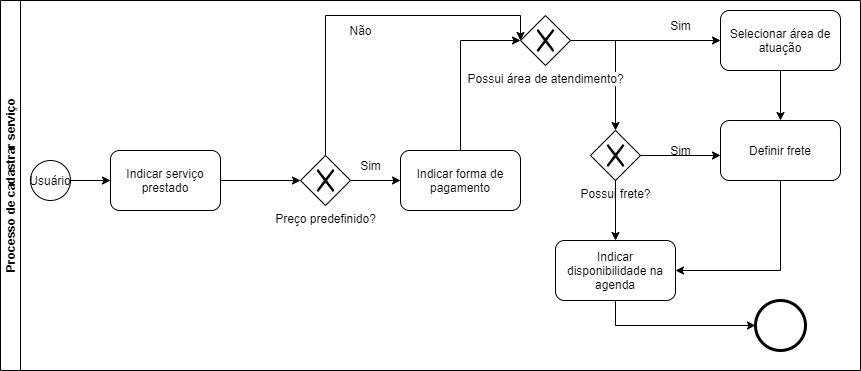 Processo de cadastrar serviço
Usuário
Indicar serviço
prestado
Preço predefinido?
Não
Sim
Indicar forma de
pagamento
Possui área de atendimento?
Sim
Selecionar área de
atuação
Possui frete?
Sim
Definir frete
Indicar
disponibilidade na
agenda